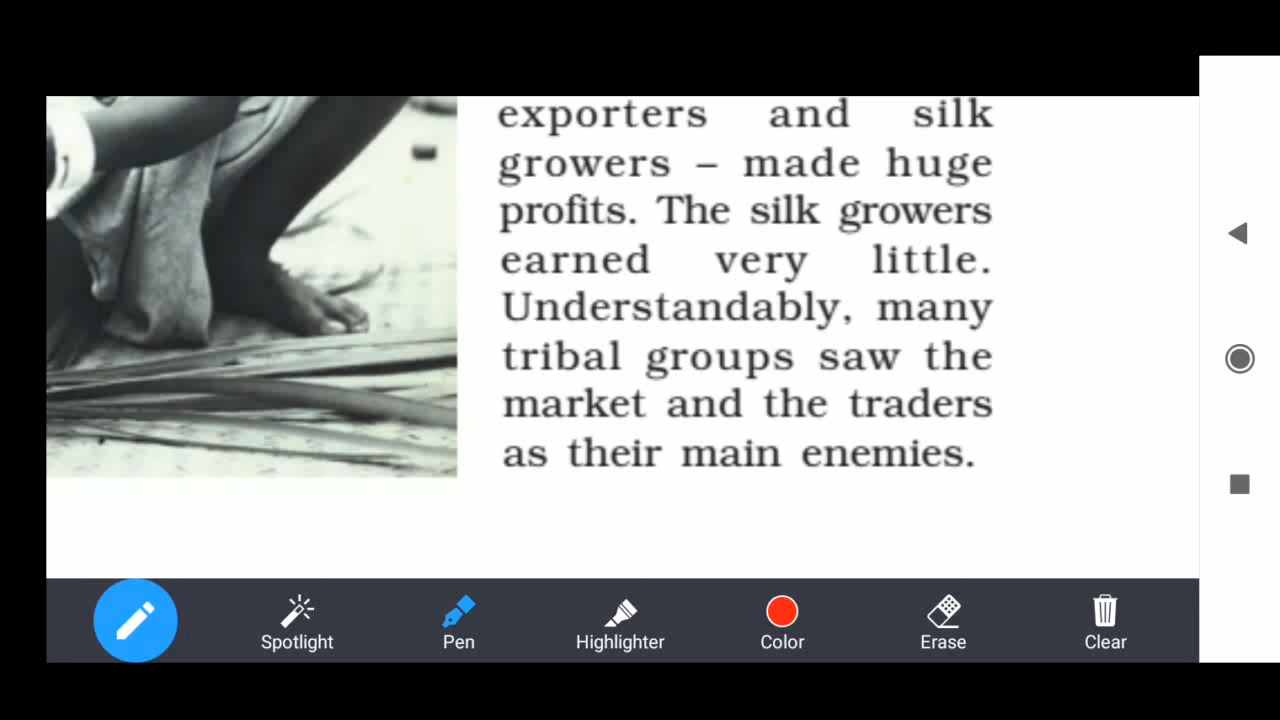 exporters and silk
growers – made huge
profits. The silk growers
earned very little.
Understandably, many
tribal groups saw the
market and the traders
as their main enemies.
Spotlight
Pen
Highlighter
Color
Erase
Clear